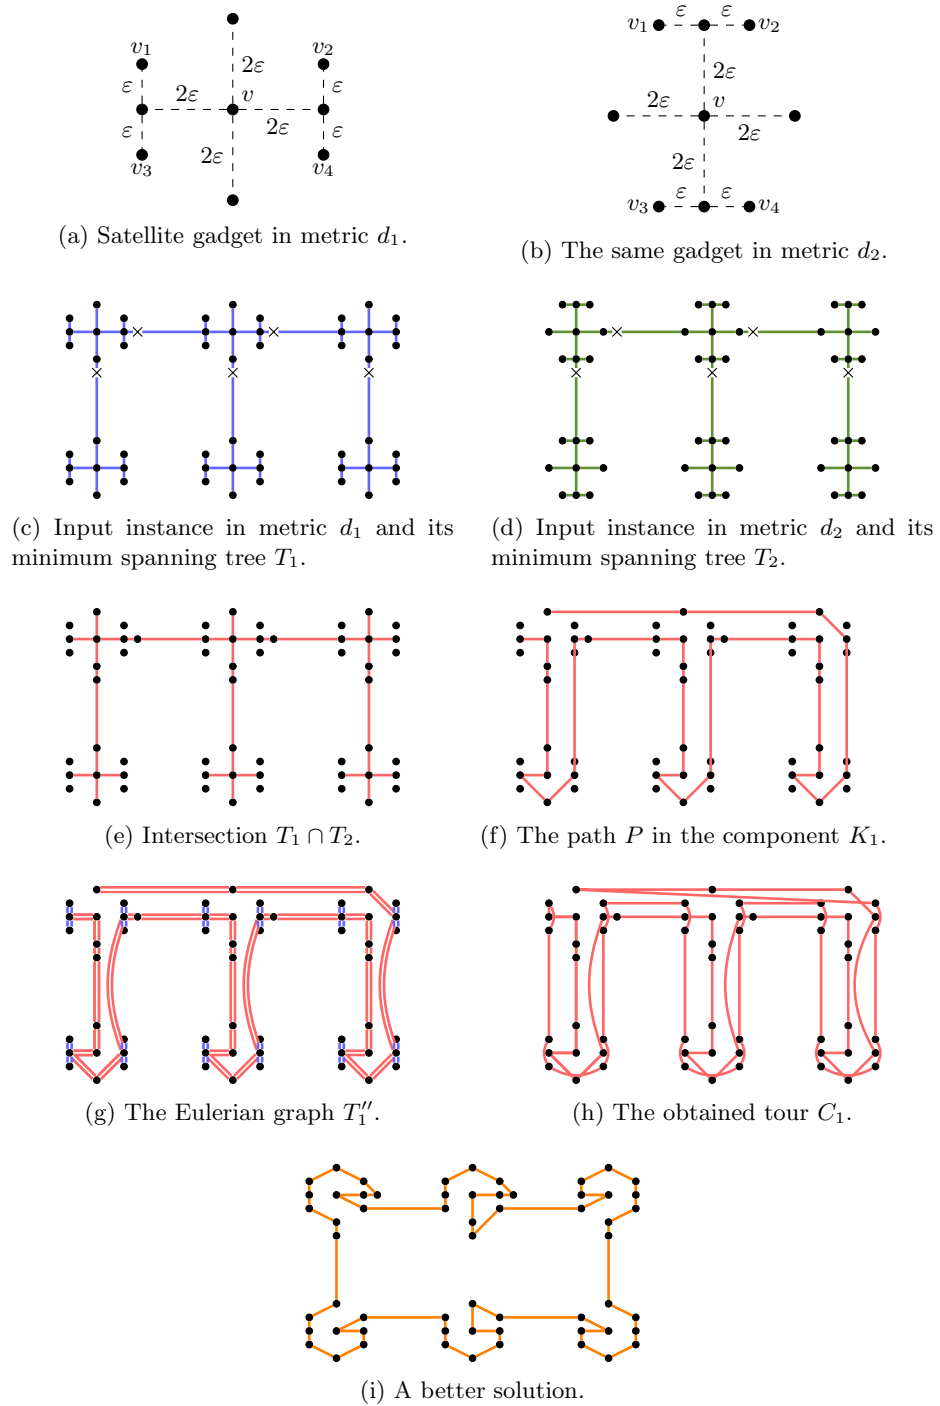 v₁ v₂
2ε
ε 2ε v ε
ε 2ε ε
v₃ 2ε v₄
(a) Satellite gadget in metric d₁.
v₁ ε ε v₂
2ε
2ε v
2ε
2ε
v₃ ε ε v₄
(b) The same gadget in metric d₂.
(c) Input instance in metric d₁ and its
minimum spanning tree T₁.
(d) Input instance in metric d₂ and its
minimum spanning tree T₂.
(e) Intersection T₁ ∩ T₂.
(f) The path P in the component K₁.
(g) The Eulerian graph T₁″.
(h) The obtained tour C₁.
(i) A better solution.